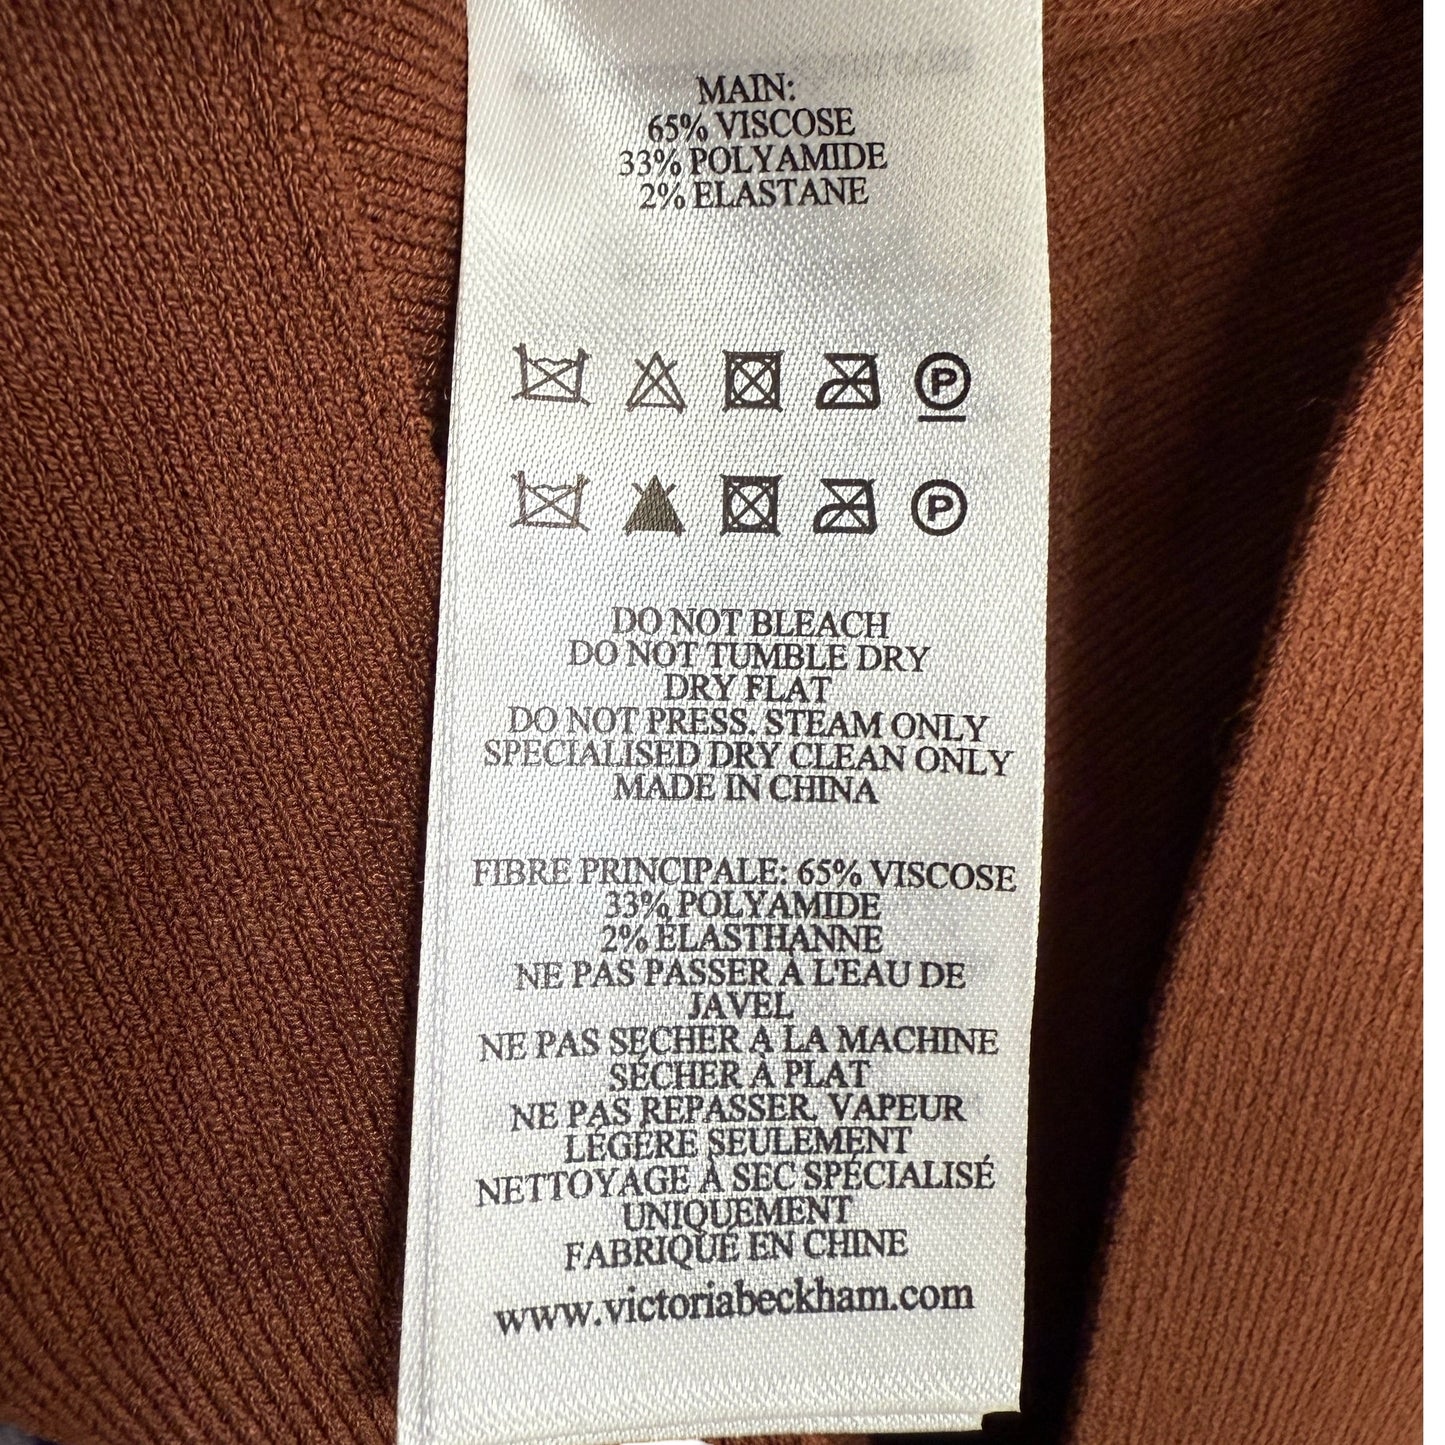 MAIN:
65% VISCOSE
33% POLYAMIDE
2% ELASTANE
P
P
DO NOT BLEACH
DO NOT TUMBLE DRY
DRY FLAT
DO NOT PRESS. STEAM ONLY
SPECIALISED DRY CLEAN ONLY
MADE IN CHINA
FIBRE PRINCIPALE: 65% VISCOSE
33% POLYAMIDE
2% ÉLASTHANNE
NE PAS PASSER À L'EAU DE
JAVEL
NE PAS SÉCHER À LA MACHINE
SÉCHER À PLAT
NE PAS REPASSER. VAPEUR
LÉGÈRE SEULEMENT
NETTOYAGE À SEC SPÉCIALISÉ
UNIQUEMENT
FABRIQUÉ EN CHINE
www.victoriabeckham.com